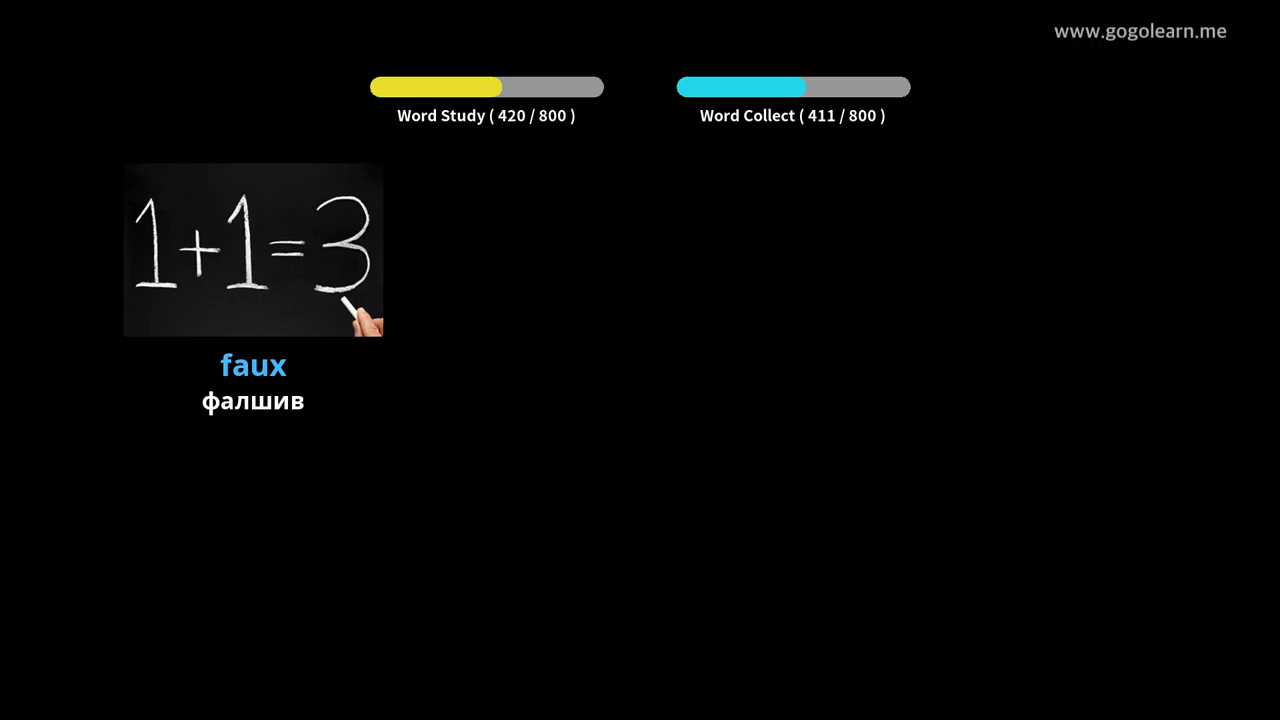 www.gogolearn.me
Word Study ( 420 / 800 )
Word Collect ( 411 / 800 )
1+1=3
faux
фалшив